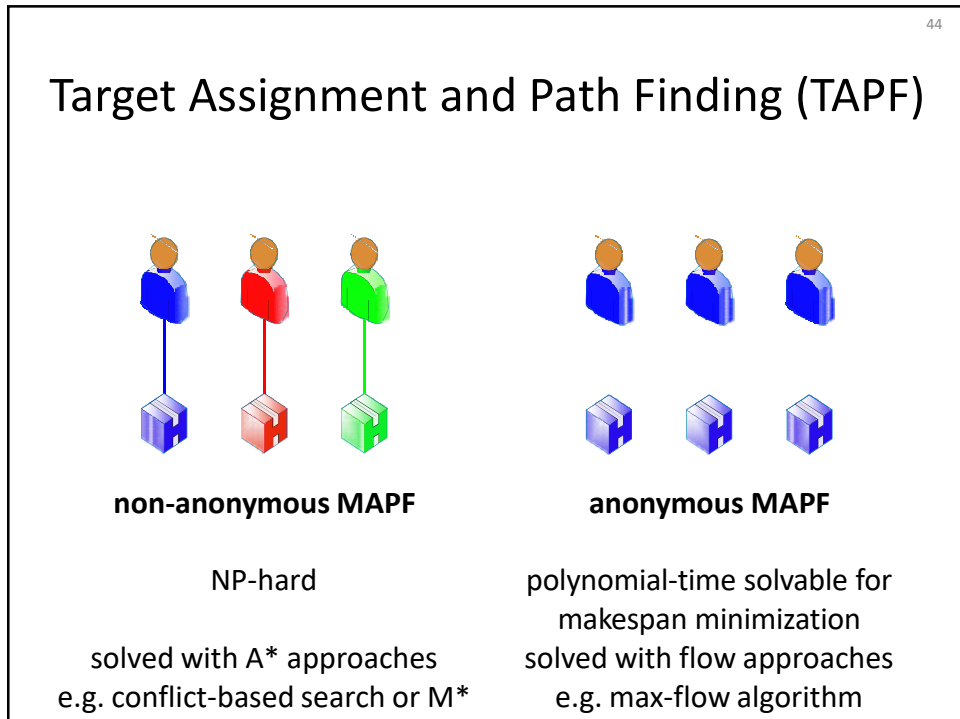 44
Target Assignment and Path Finding (TAPF)
non-anonymous MAPF
NP-hard
solved with A* approaches
e.g. conflict-based search or M*
anonymous MAPF
polynomial-time solvable for
makespan minimization
solved with flow approaches
e.g. max-flow algorithm